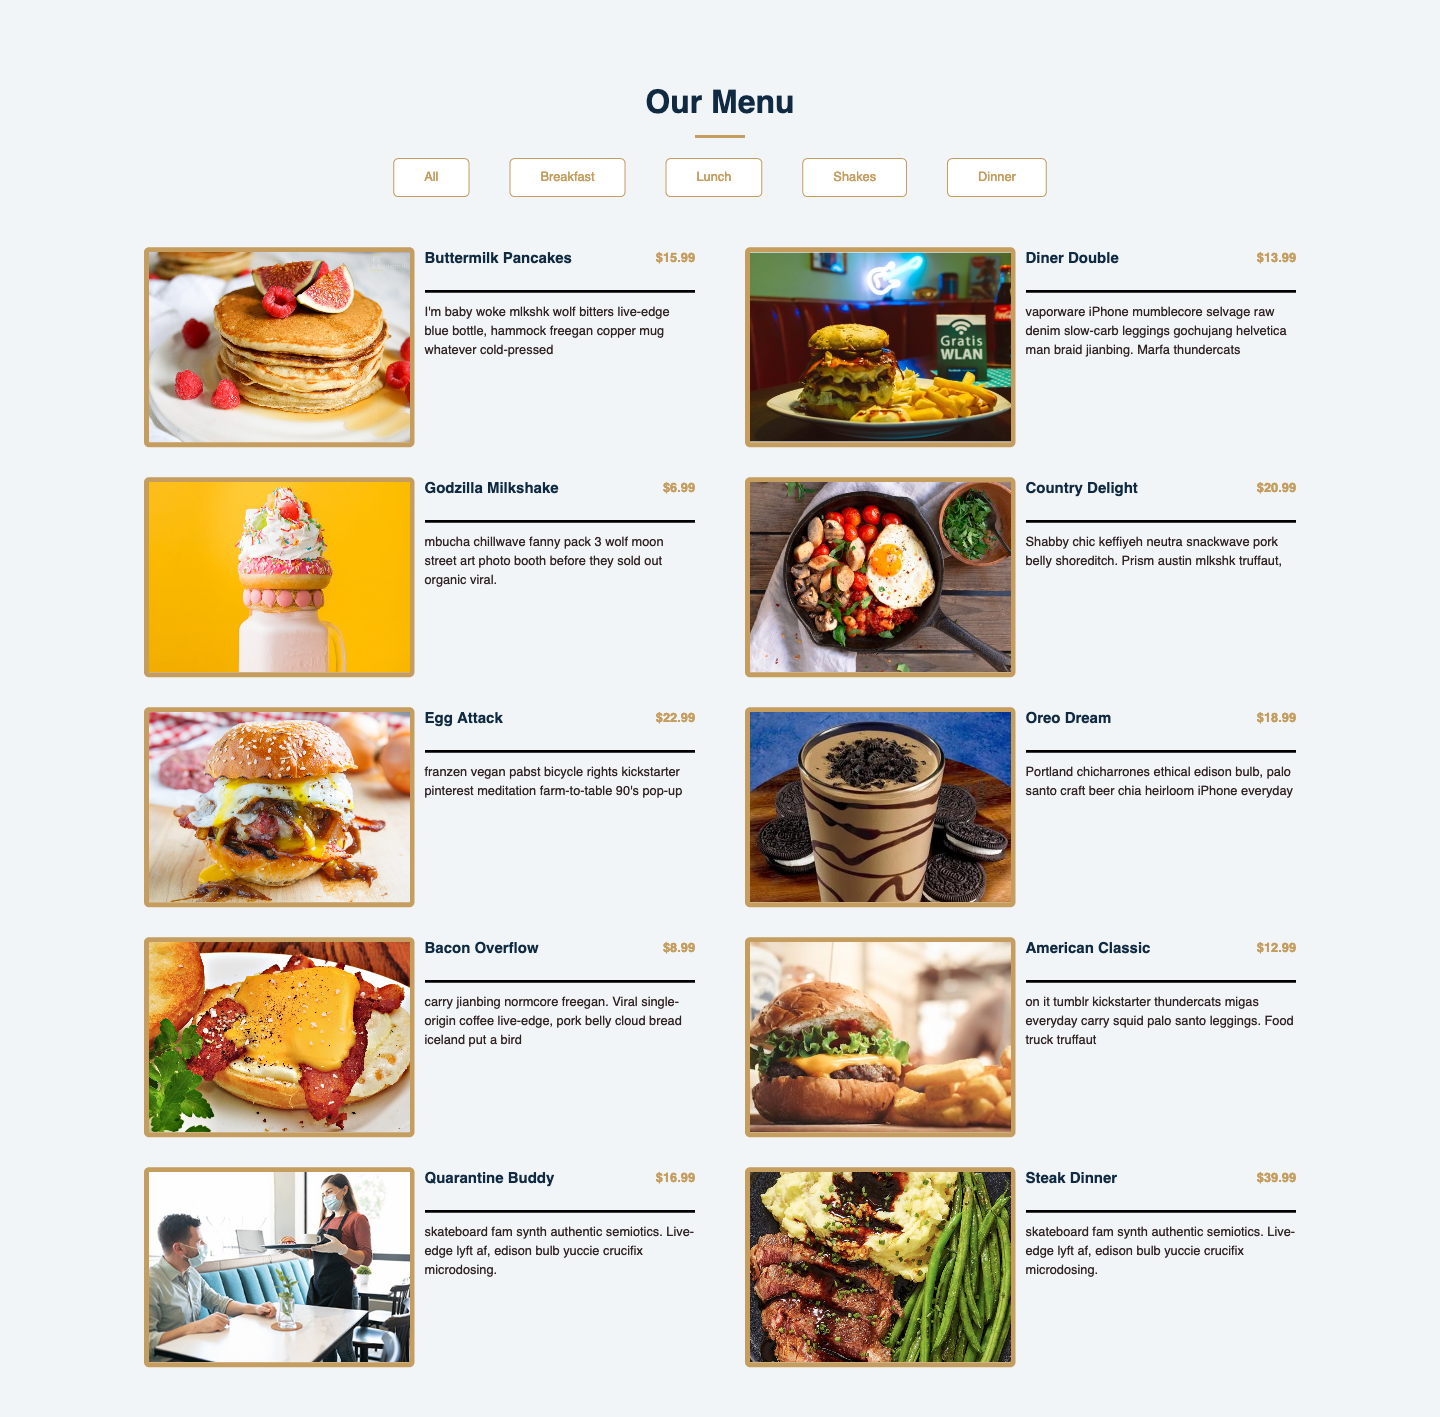 Our Menu
All
Breakfast
Lunch
Shakes
Dinner
Buttermilk Pancakes $15.99
I'm baby woke mlkshk wolf bitters live-edge
blue bottle, hammock freegan copper mug
whatever cold-pressed
Diner Double $13.99
vaporware iPhone mumblecore selvage raw
denim slow-carb leggings gochujang helvetica
man braid jianbing. Marfa thundercats
Gratis
WLAN
Godzilla Milkshake $6.99
mbucha chillwave fanny pack 3 wolf moon
street art photo booth before they sold out
organic viral.
Country Delight $20.99
Shabby chic keffiyeh neutra snackwave pork
belly shoreditch. Prism austin mlkshk truffaut,
Egg Attack $22.99
franzen vegan pabst bicycle rights kickstarter
pinterest meditation farm-to-table 90's pop-up
Oreo Dream $18.99
Portland chicharrones ethical edison bulb, palo
santo craft beer chia heirloom iPhone everyday
Bacon Overflow $8.99
carry jianbing normcore freegan. Viral single-
origin coffee live-edge, pork belly cloud bread
iceland put a bird
American Classic $12.99
on it tumblr kickstarter thundercats migas
everyday carry squid palo santo leggings. Food
truck truffaut
Quarantine Buddy $16.99
skateboard fam synth authentic semiotics. Live-
edge lyft af, edison bulb yuccie crucifix
microdosing.
Steak Dinner $39.99
skateboard fam synth authentic semiotics. Live-
edge lyft af, edison bulb yuccie crucifix
microdosing.